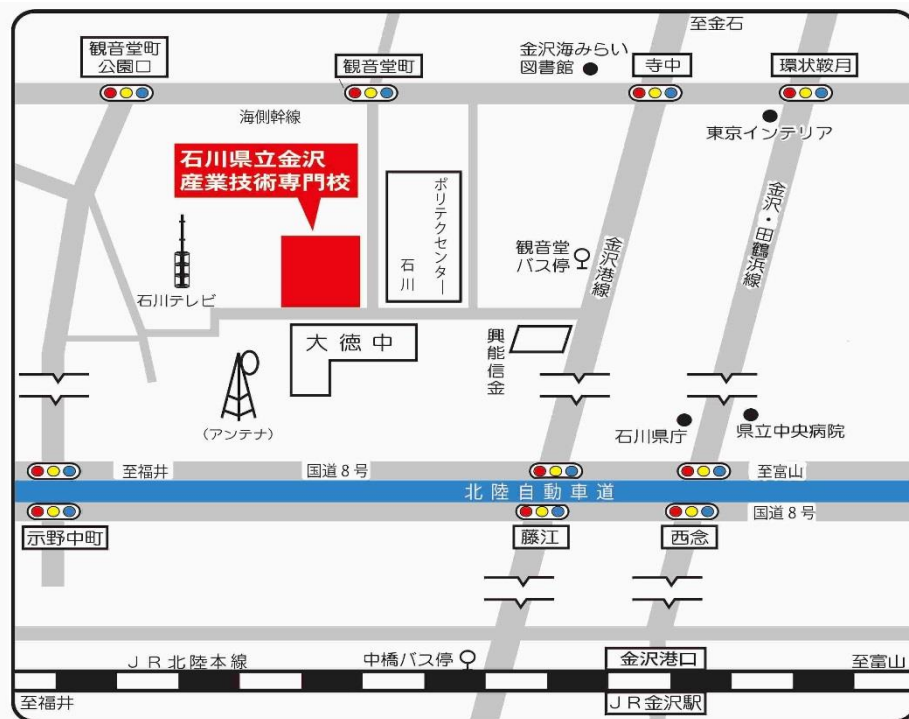 至金石
観音堂町
公園口
観音堂町
金沢海みらい
図書館
寺中
環状鞍月
海側幹線
東京インテリア
石川県立金沢
産業技術専門校
ポリテクセンター
石川
金沢・田鶴浜線
観音堂
バス停
金沢港線
石川テレビ
大徳中
興能信金
(アンテナ)
石川県庁
県立中央病院
至福井
国道8号
至富山
北陸自動車道
国道8号
示野中町
藤江
西念
JR北陸本線
中橋バス停
金沢港口
至富山
至福井
JR金沢駅